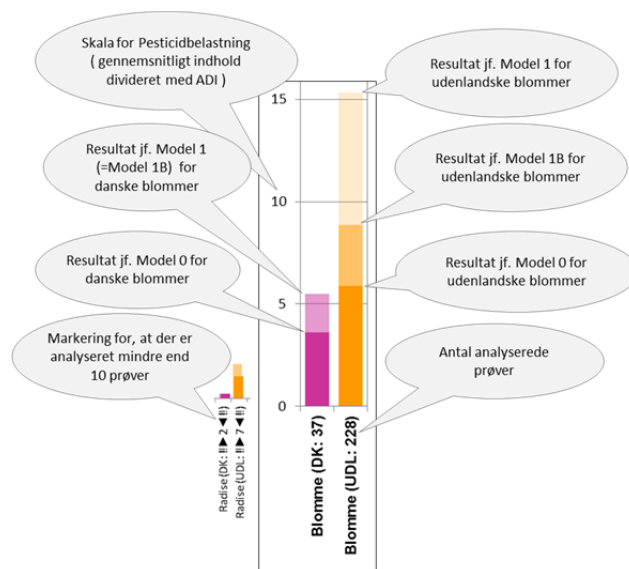 Skala for Pesticidbelastning
( gennemsnitligt indhold
divideret med ADI )
Resultat jf. Model 1 for
udenlandske blommer
15
Resultat jf. Model 1
(=Model 1B) for
danske blommer
Resultat jf. Model 1B for
udenlandske blommer
10
Resultat jf. Model 0 for
danske blommer
Resultat jf. Model 0 for
udenlandske blommer
5
Markering for, at der er
analyseret mindre end
10 prøver
Antal analyserede
prøver
0
Radise (DK: !!►2◄!!)
Radise (UDL: !!►7◄!!)
Blomme (DK: 37)
Blomme (UDL: 228)